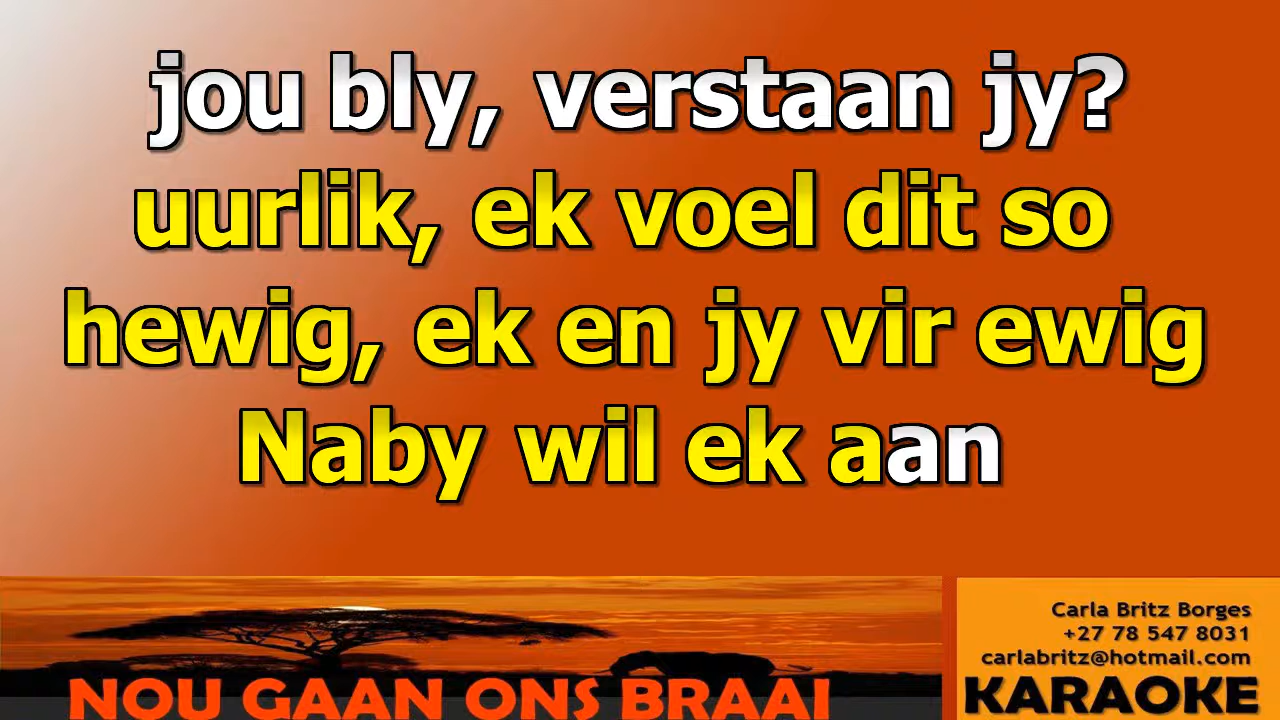 jou bly, verstaan jy?
uurlik, ek voel dit so
hewig, ek en jy vir ewig
Naby wil ek aan
NOU GAAN ONS BRAAI
Carla Britz Borges
+27 78 547 8031
carlabritz@hotmail.com
KARAOKE